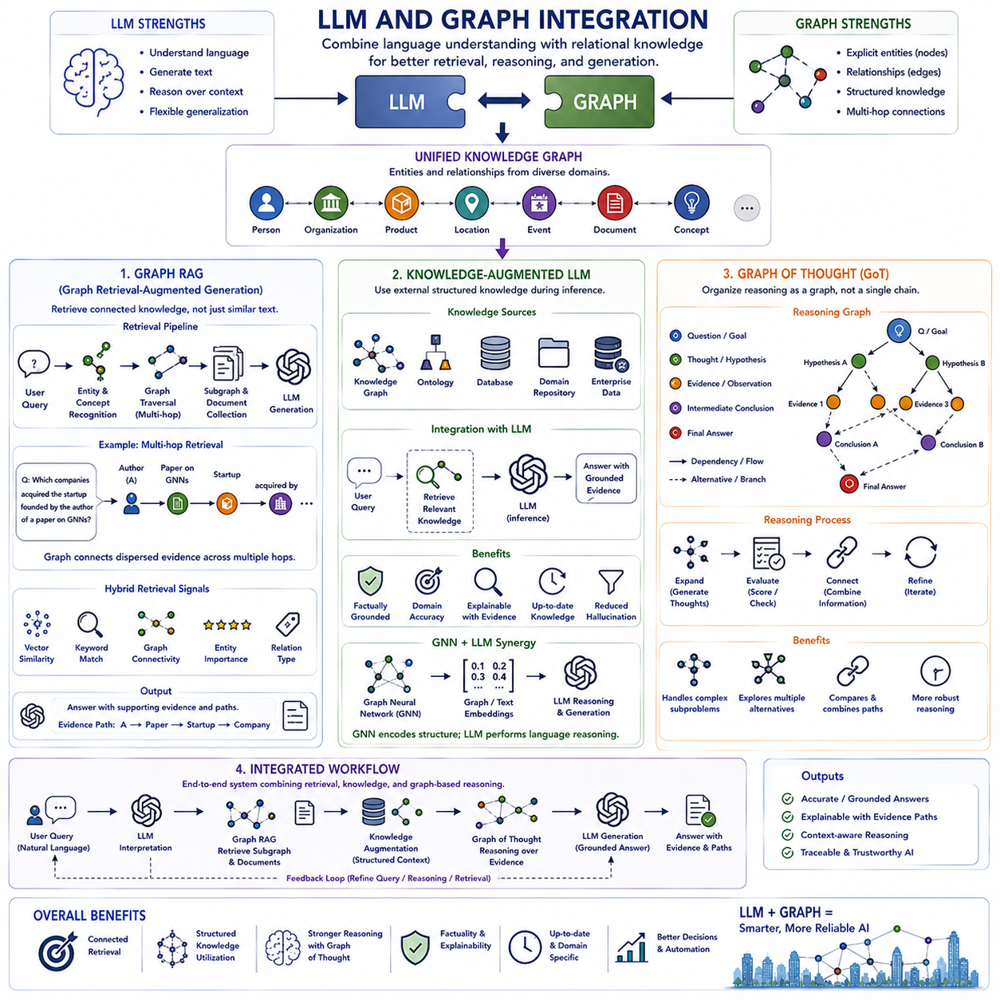 LLM STRENGTHS
• Understand language
• Generate text
• Reason over context
• Flexible generalization
LLM AND GRAPH INTEGRATION
Combine language understanding with relational knowledge
for better retrieval, reasoning, and generation.
LLM
GRAPH
GRAPH STRENGTHS
• Explicit entities (nodes)
• Relationships (edges)
• Structured knowledge
• Multi-hop connections
UNIFIED KNOWLEDGE GRAPH
Entities and relationships from diverse domains.
Person
Organization
Product
Location
Event
Document
Concept
...
1. GRAPH RAG
(Graph Retrieval-Augmented Generation)
Retrieve connected knowledge, not just similar text.
Retrieval Pipeline
?
User
Query
Entity &
Concept
Recognition
Graph
Traversal
(Multi-hop)
Subgraph &
Document
Collection
LLM
Generation
Example: Multi-hop Retrieval
Q: Which companies
acquired the startup
founded by the author
of a paper on GNNs?
Author
(A)
Paper on
GNNs
Startup
acquired by
...
Graph connects dispersed evidence across multiple hops.
Hybrid Retrieval Signals
Vector
Similarity
Keyword
Match
Graph
Connectivity
Entity
Importance
Relation
Type
Output
Answer with supporting evidence and paths.
Evidence Path: A → Paper → Startup → Company
2. KNOWLEDGE-AUGMENTED LLM
Use external structured knowledge during inference.
Knowledge Sources
Knowledge
Graph
Ontology
Database
Domain
Repository
Enterprise
Data
Integration with LLM
...
User
Query
Retrieve
Relevant
Knowledge
LLM
(inference)
Answer with
Grounded
Evidence
Benefits
Factually
Grounded
Domain
Accuracy
Explainable
with Evidence
Up-to-date
Knowledge
Reduced
Hallucination
GNN + LLM Synergy
Graph Neural
Network (GNN)
0.1 0.2
0.3 0.4
... ...
Graph / Text
Embeddings
LLM Reasoning
& Generation
GNN encodes structure; LLM performs language reasoning.
3. GRAPH OF THOUGHT (GoT)
Organize reasoning as a graph, not a single chain.
Reasoning Graph
Question / Goal
Thought / Hypothesis
Evidence / Observation
Intermediate Conclusion
Final Answer
Dependency / Flow
Alternative / Branch
Q / Goal
Hypothesis A
Hypothesis B
Evidence 1
Evidence 3
Conclusion A
Conclusion B
Final Answer
Reasoning Process
Expand
(Generate
Thoughts)
Evaluate
(Score /
Check)
Connect
(Combine
Information)
Refine
(Iterate)
Benefits
Handles complex
subproblems
Explores multiple
alternatives
Compares &
combines paths
More robust
reasoning
4. INTEGRATED WORKFLOW
End-to-end system combining retrieval, knowledge, and graph-based reasoning.
...
User Query
(Natural Language)
LLM
Interpretation
Graph RAG
Retrieve Subgraph
& Documents
Knowledge
Augmentation
(Structured Context)
Graph of Thought
Reasoning over
Evidence
LLM Generation
(Grounded Answer)
Answer with
Evidence & Paths
Feedback Loop (Refine Query / Reasoning / Retrieval)
Outputs
Accurate / Grounded Answers
Explainable with Evidence Paths
Context-aware Reasoning
Traceable & Trustworthy AI
OVERALL BENEFITS
Connected
Retrieval
Structured
Knowledge
Utilization
Stronger Reasoning
with Graph
of Thought
Factuality &
Explainability
Up-to-date
& Domain
Specific
Better Decisions
& Automation
LLM + GRAPH =
Smarter, More Reliable AI